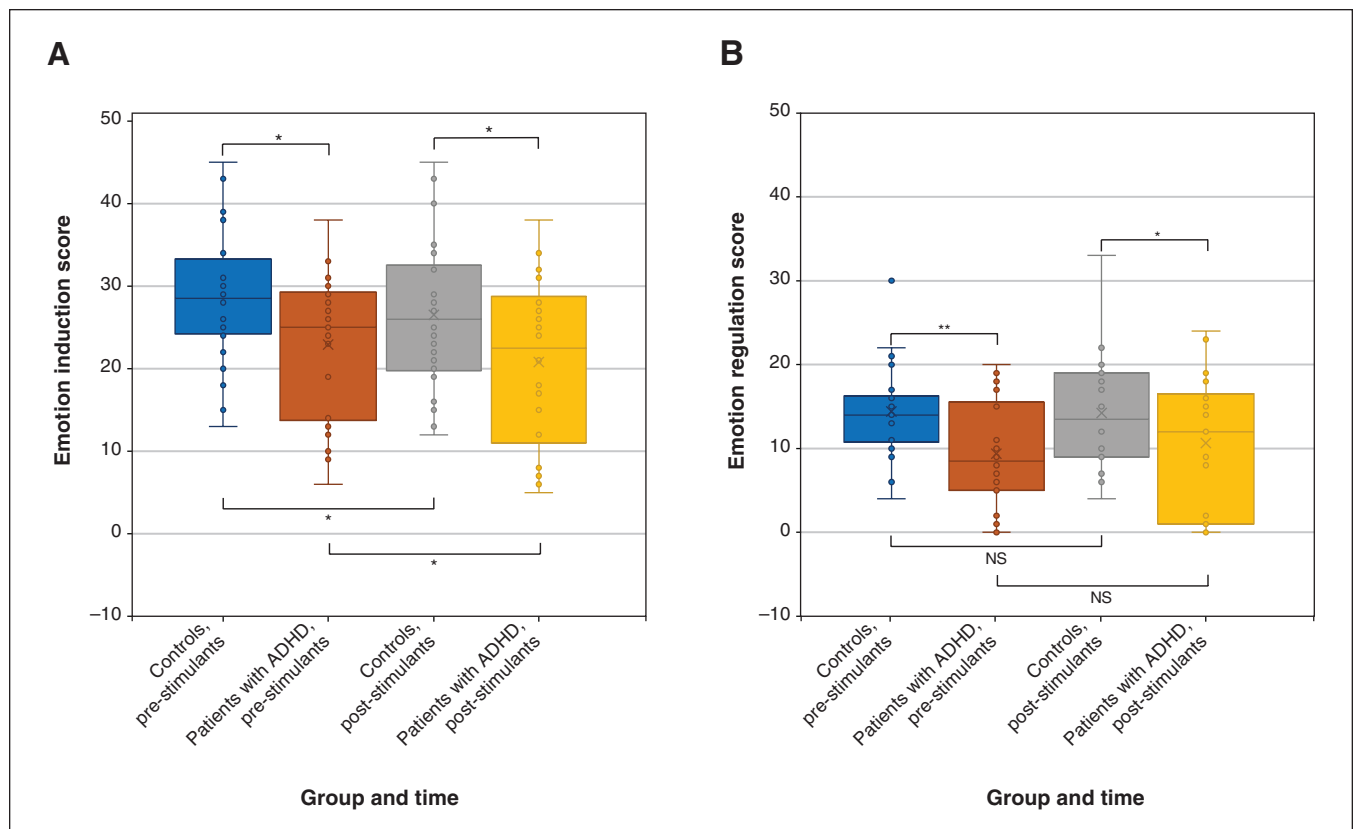 A
Emotion induction score
50
40
30
20
10
0
–10
*
*
*
*
Controls,
pre-stimulants
Patients with ADHD,
pre-stimulants
Controls,
post-stimulants
Patients with ADHD,
post-stimulants
Group and time
B
Emotion regulation score
50
40
30
20
10
0
–10
*
**
NS
NS
Controls,
pre-stimulants
Patients with ADHD,
pre-stimulants
Controls,
post-stimulants
Patients with ADHD,
post-stimulants
Group and time